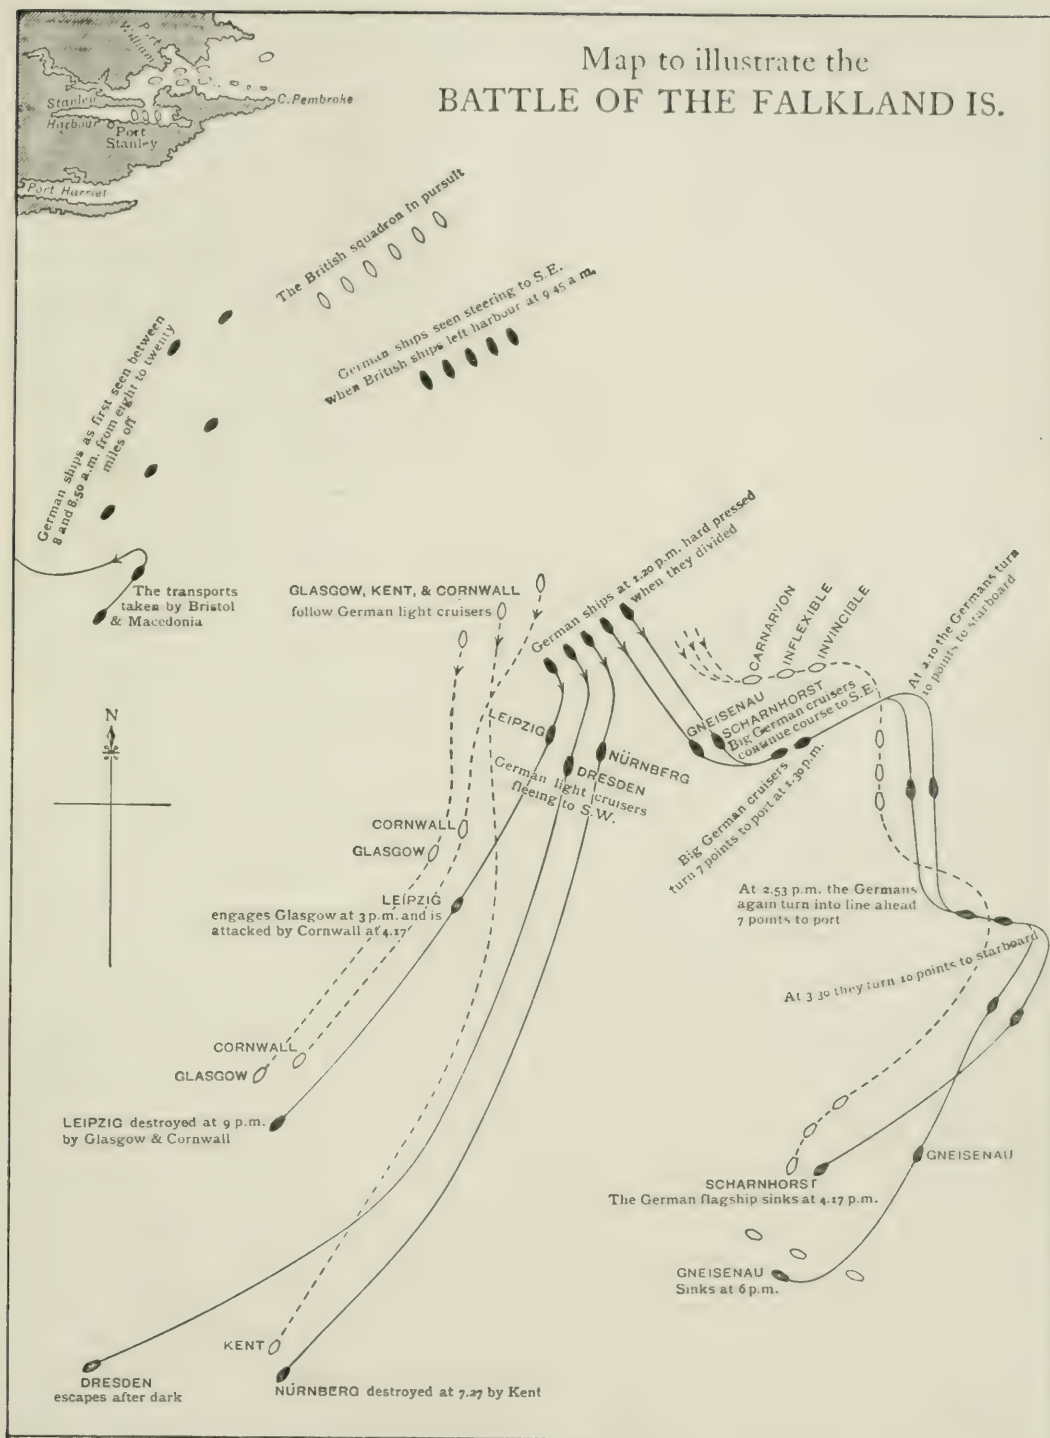 Map to illustrate the
BATTLE OF THE FALKLAND IS.
Port
William
Stanley
Harbour
Port
Stanley
C. Pembroke
Port Harriet
The British squadron in pursuit
German ships seen steering to S.E.
when British ships left harbour at 9 45 a m.
German ships as first seen between
8 and 8.50 a.m. from eight to twenty
miles off
The transports
taken by Bristol
& Macedonia
GLASGOW, KENT, & CORNWALL
follow German light cruisers
German ships at 1.20 p.m. hard pressed
when they divided
CARNARVON
INFLEXIBLE
INVINCIBLE
At 2.10 the Germans turn
10 points to starboard
N
LEIPZIG
DRESDEN
NÜRNBERG
German light cruisers
fleeing to S.W.
GNEISENAU
SCHARNHORST
Big German cruisers
continue course to S.E.
Big German cruisers
turn 7 points to port at 1.30 p.m.
CORNWALL
GLASGOW
LEIPZIG
engages Glasgow at 3 p.m. and is
attacked by Cornwall at 4.17
At 2.53 p.m. the Germans
again turn into line ahead
7 points to port
At 3 30 they turn 10 points to starboard
CORNWALL
GLASGOW
LEIPZIG destroyed at 9 p.m.
by Glasgow & Cornwall
GNEISENAU
SCHARNHORST
The German flagship sinks at 4.17 p.m.
GNEISENAU
Sinks at 6 p.m.
KENT
DRESDEN
escapes after dark
NÜRNBERG destroyed at 7.27 by Kent